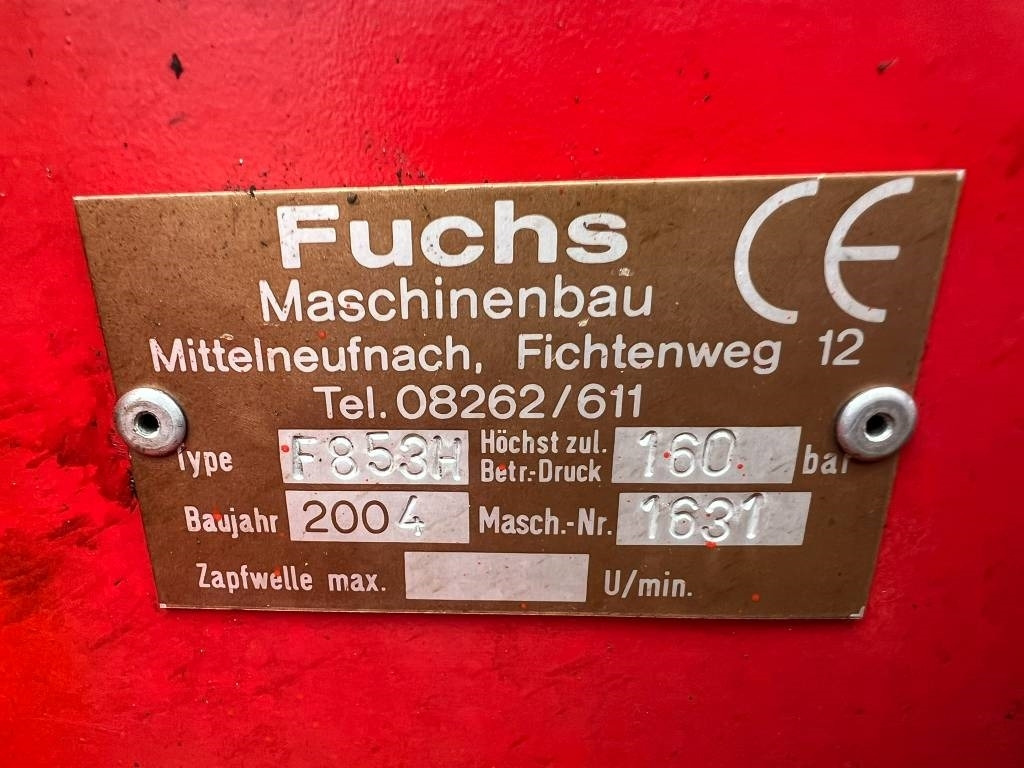 Fuchs
CE
Maschinenbau
Mittelneufnach, Fichtenweg 12
Tel. 08262/611
Type F853H Höchst zul. Betr.-Druck 160 bar
Baujahr 2004 Masch.-Nr. 1631
Zapfwelle max. U/min.